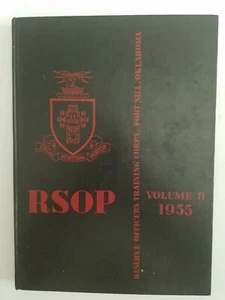 RSOP
RESERVE OFFICERS TRAINING CORPS, FORT SILL, OKLAHOMA
VOLUME II
1955